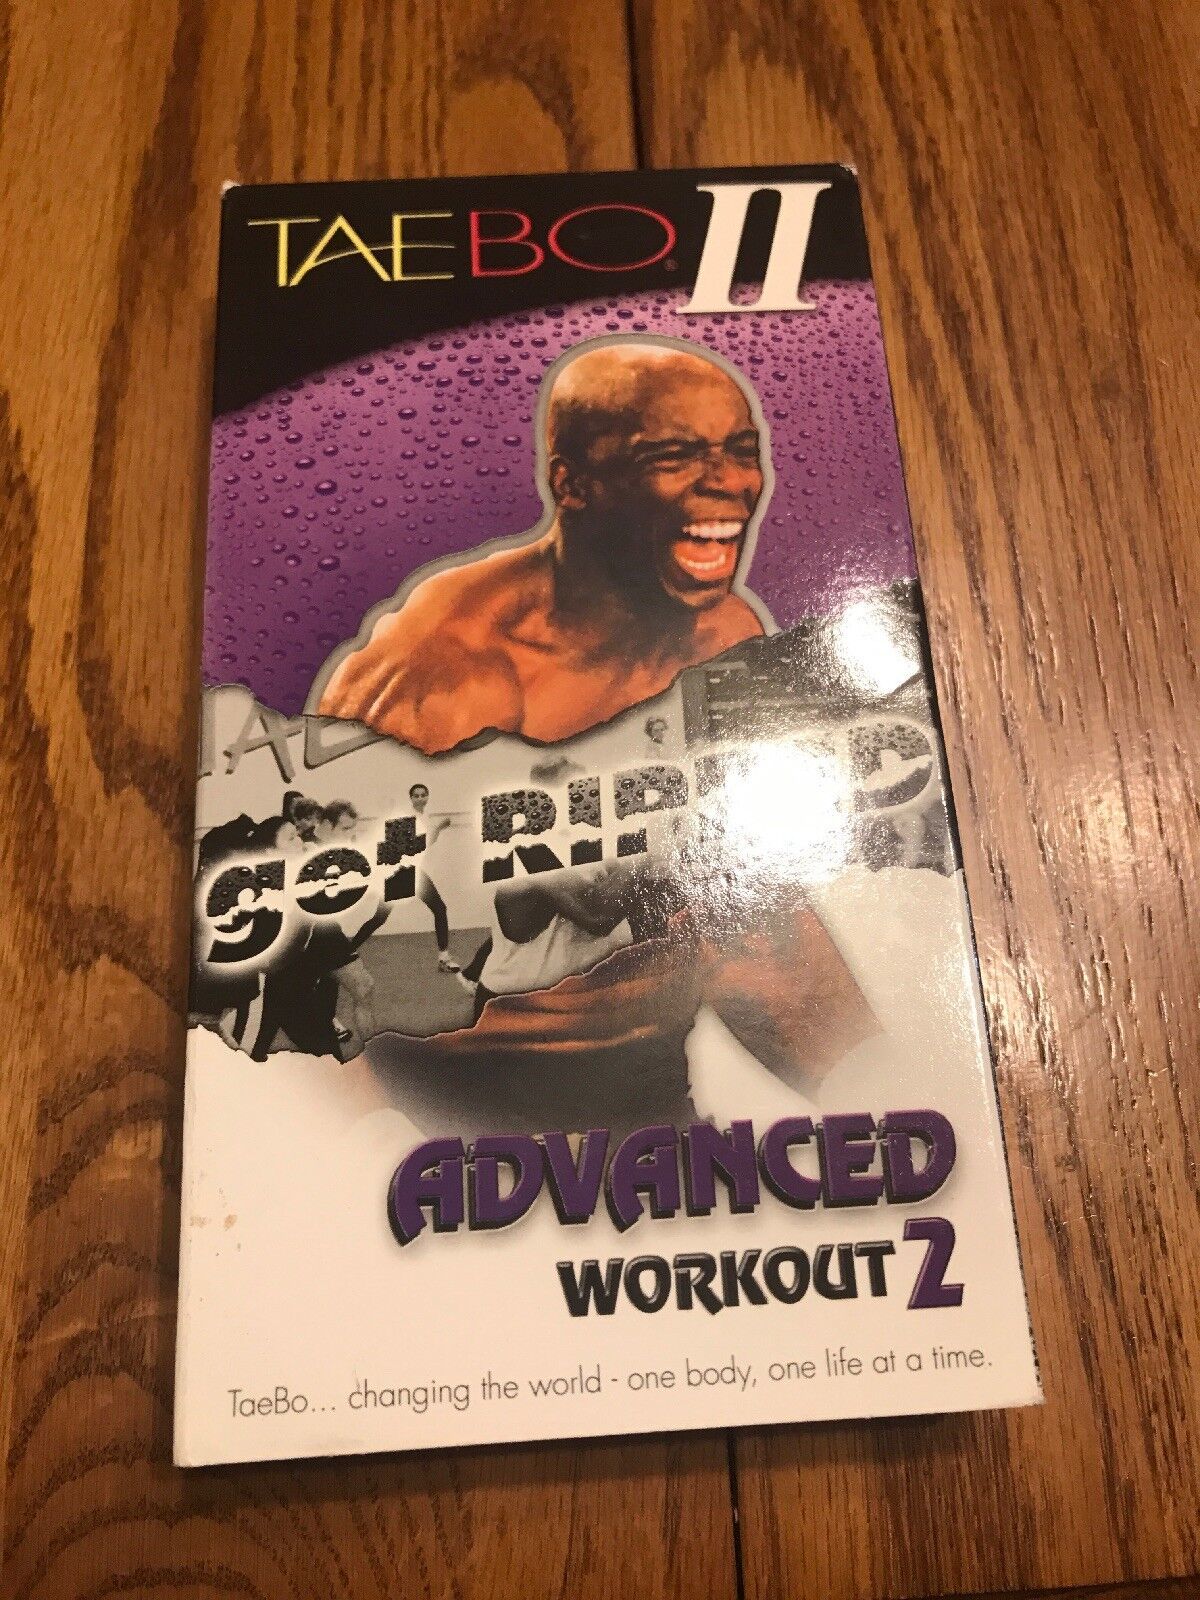 TAEBO® II
get RIPPED
ADVANCED
WORKOUT 2
TaeBo... changing the world - one body, one life at a time.